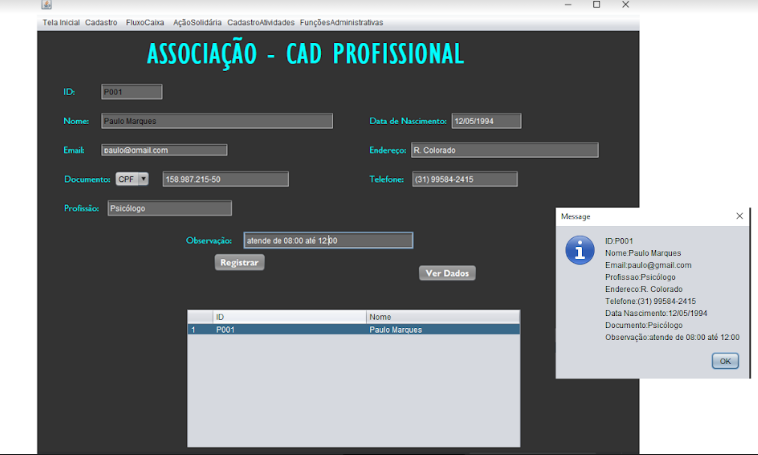 Tela Inicial Cadastro FluxoCaixa AçãoSolidária CadastroAtividades FunçõesAdministrativas
ASSOCIAÇÃO - CAD PROFISSIONAL
ID: P001
Nome: Paulo Marques Data de Nascimento: 12/05/1994
Email: paulo@gmail.com Endereço: R. Colorado
Documento: CPF 158.987.215-50 Telefone: (31) 99584-2415
Profissão: Psicólogo
Observação: atende de 08:00 até 12:00
Registrar
Ver Dados
ID Nome
1 P001 Paulo Marques
Message
ID:P001
Nome:Paulo Marques
Email:paulo@gmail.com
Profissao:Psicólogo
Endereco:R. Colorado
Telefone:(31) 99584-2415
Data Nascimento:12/05/1994
Documento:Psicólogo
Observação:atende de 08:00 até 12:00
OK